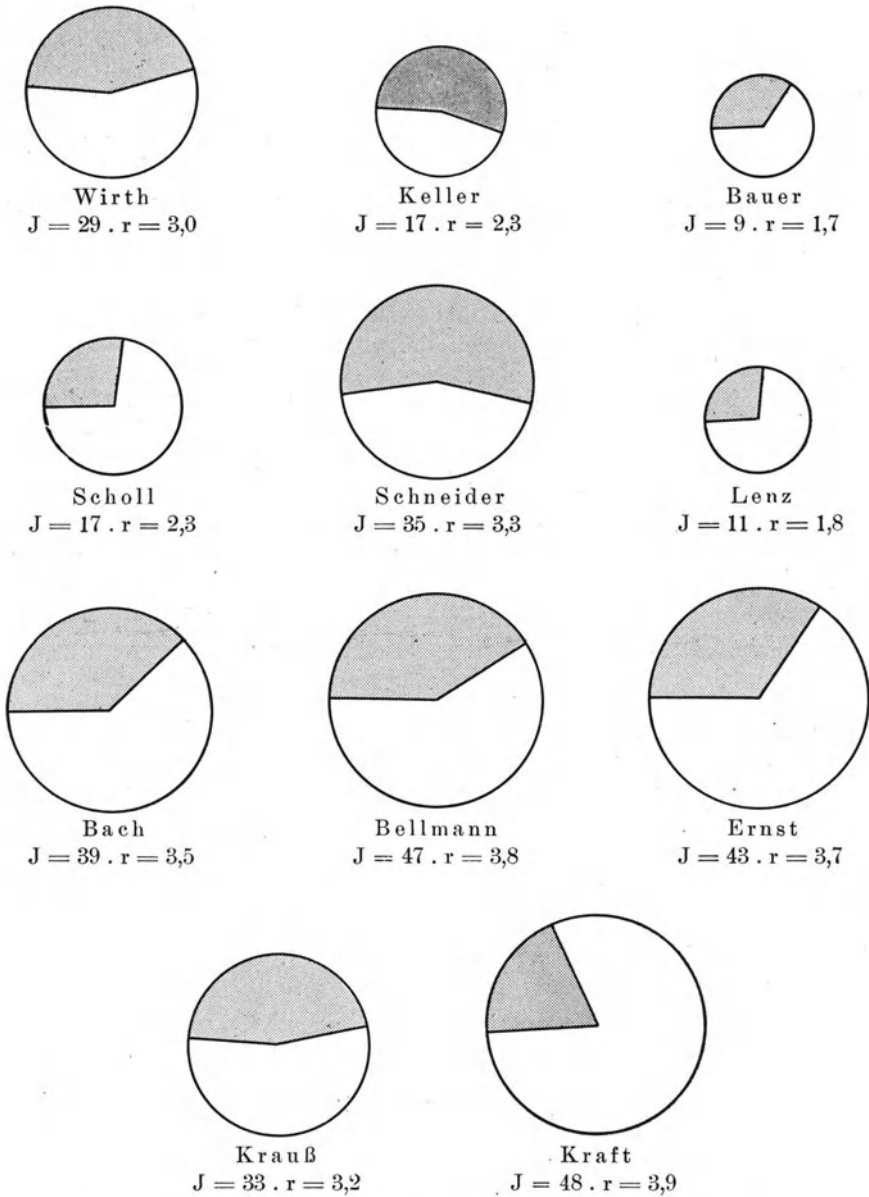 Wirth
J = 29 . r = 3,0
Keller
J = 17 . r = 2,3
Bauer
J = 9 . r = 1,7
Scholl
J = 17 . r = 2,3
Schneider
J = 35 . r = 3,3
Lenz
J = 11 . r = 1,8
Bach
J = 39 . r = 3,5
Bellmann
J = 47 . r = 3,8
Ernst
J = 43 . r = 3,7
Krauß
J = 33 . r = 3,2
Kraft
J = 48 . r = 3,9